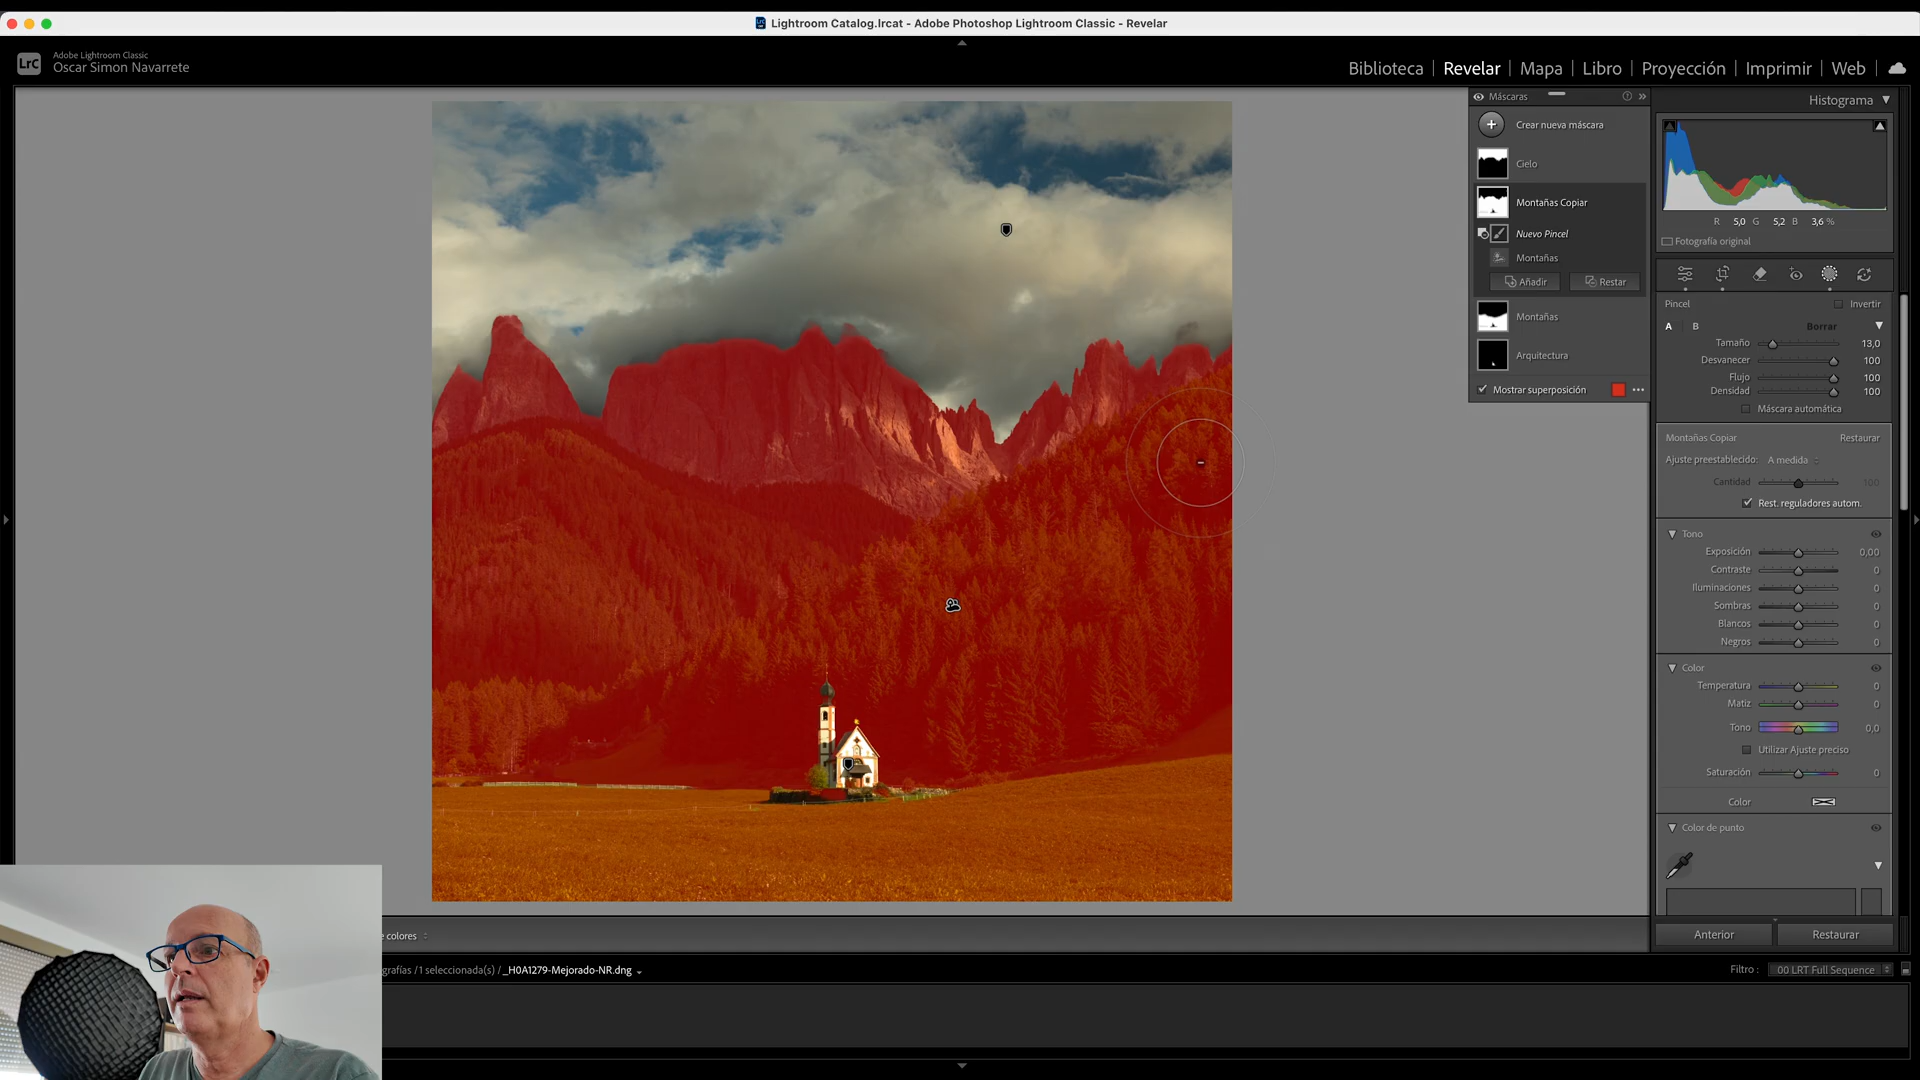 Lightroom Catalog.lrcat - Adobe Photoshop Lightroom Classic - Revelar
LrC
Adobe Lightroom Classic
Oscar Simon Navarrete
Biblioteca | Revelar | Mapa | Libro | Proyección | Imprimir | Web
Máscaras
Crear nueva máscara
Cielo
Montañas Copiar
Nuevo Pincel
Montañas
Añadir
Restar
Montañas
Arquitectura
Mostrar superposición
Histograma
R 5,0 G 5,2 B 3,6 %
Fotografía original
Pincel
Invertir
A B Borrar
Tamaño 13,0
Desvanecer 100
Flujo 100
Densidad 100
Máscara automática
Montañas Copiar Restaurar
Ajuste preestablecido: A medida
Cantidad 100
Rest. reguladores autom.
Tono
Exposición 0,00
Contraste 0
Iluminaciones 0
Sombras 0
Blancos 0
Negros 0
Color
Temperatura 0
Matiz 0
Tono 0,0
Utilizar Ajuste preciso
Saturación 0
Color
Color de punto
Anterior
Restaurar
e colores
grafías /1 seleccionada(s) /_H0A1279-Mejorado-NR.dng
Filtro : 00 LRT Full Sequence